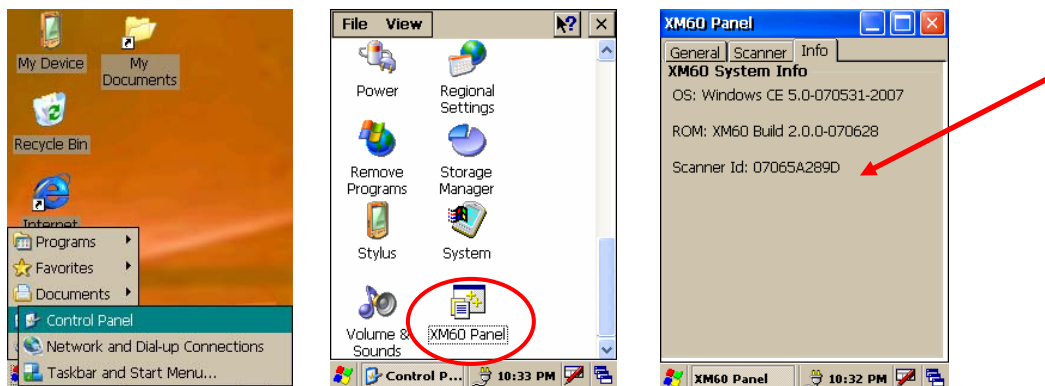 My Device
My
Documents
Recycle Bin
Internet
Programs
Favorites
Documents
Control Panel
Network and Dial-up Connections
Taskbar and Start Menu...
File View
?
×
Power
Regional
Settings
Remove
Programs
Storage
Manager
Stylus
System
Volume &
Sounds
XM60 Panel
Control P...
10:33 PM
XM60 Panel
General Scanner Info
XM60 System Info
OS: Windows CE 5.0-070531-2007
ROM: XM60 Build 2.0.0-070628
Scanner Id: 07065A289D
XM60 Panel
10:32 PM